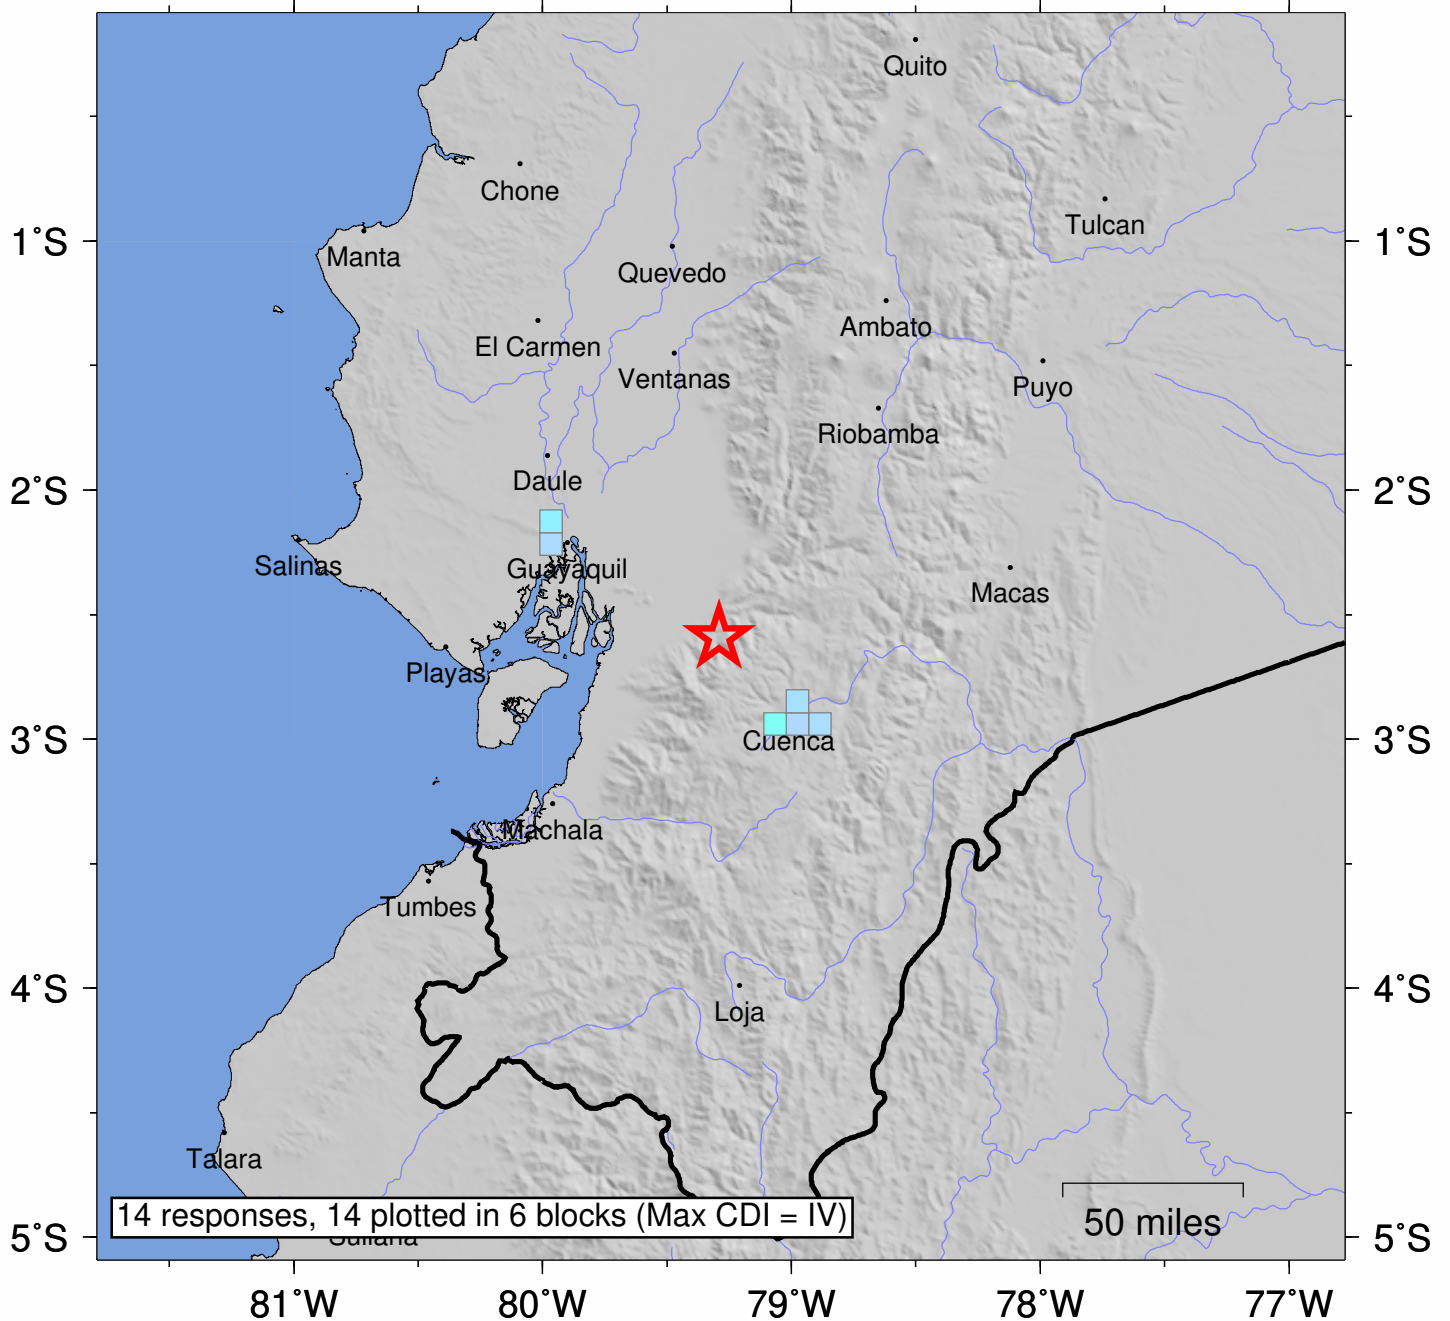 Quito
Chone
Tulcan
1°S
1°S
Manta
Quevedo
Ambato
El Carmen
Ventanas
Puyo
Riobamba
Daule
2°S
2°S
Salinas
Guayaquil
Macas
Playas
3°S
3°S
Cuenca
Machala
Tumbes
4°S
4°S
Loja
Talara
14 responses, 14 plotted in 6 blocks (Max CDI = IV)
50 miles
Sullana
5°S
5°S
81°W
80°W
79°W
78°W
77°W